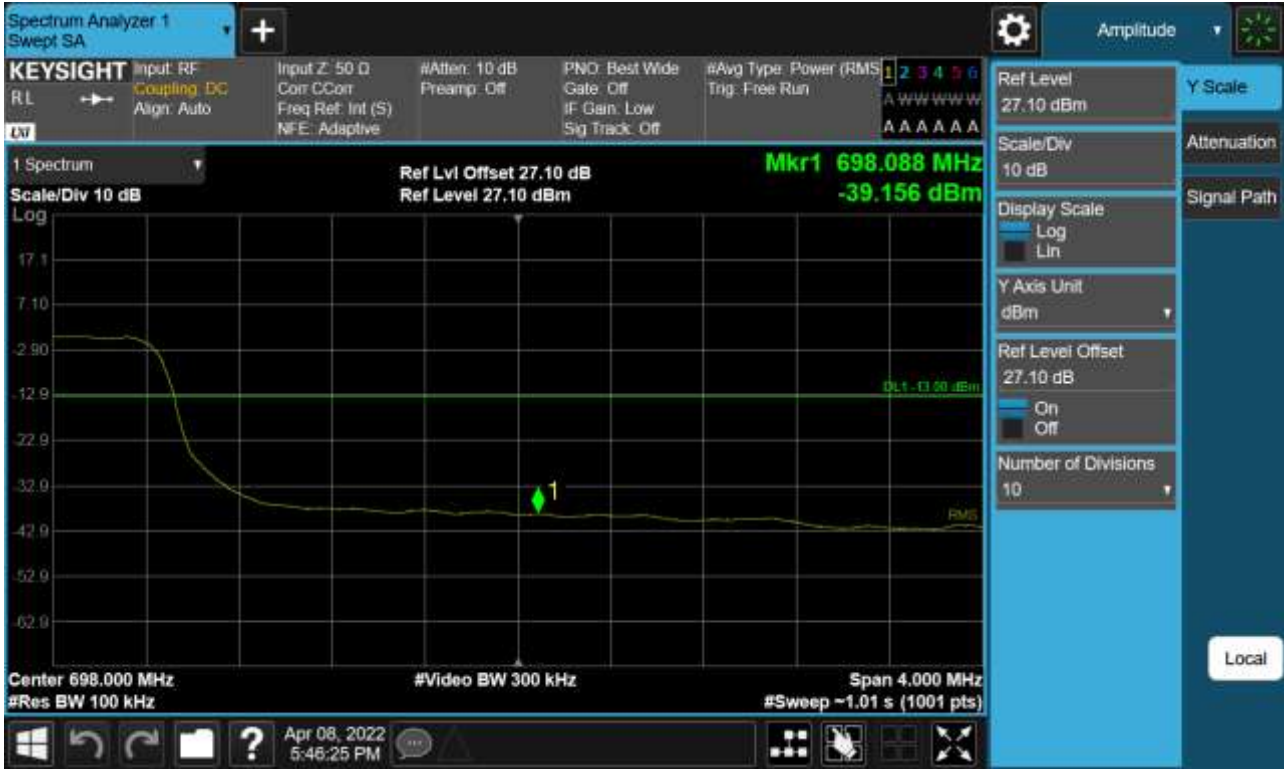 Spectrum Analyzer 1
Swept SA
+
Amplitude
KEYSIGHT
RL
LXI
Input: RF
Coupling: DC
Align: Auto
Input Z: 50 Ω
Corr CCorr
Freq Ref: Int (S)
NFE: Adaptive
#Atten: 10 dB
Preamp: Off
PNO: Best Wide
Gate: Off
IF Gain: Low
Sig Track: Off
#Avg Type: Power (RMS
Trig: Free Run
1 2 3 4 5 6
A W W W W W
A A A A A A
1 Spectrum
Scale/Div 10 dB
Ref Lvl Offset 27.10 dB
Ref Level 27.10 dBm
Mkr1 698.088 MHz
-39.156 dBm
Log
17.1
7.10
-2.90
-12.9
-22.9
-32.9
-42.9
-52.9
-62.9
DL1 -13.00 dBm
1
RMS
Center 698.000 MHz
#Video BW 300 kHz
Span 4.000 MHz
#Res BW 100 kHz
#Sweep ~1.01 s (1001 pts)
Ref Level
27.10 dBm
Scale/Div
10 dB
Display Scale
Log
Lin
Y Axis Unit
dBm
Ref Level Offset
27.10 dB
On
Off
Number of Divisions
10
Y Scale
Attenuation
Signal Path
Local
?
Apr 08, 2022
5:46:25 PM